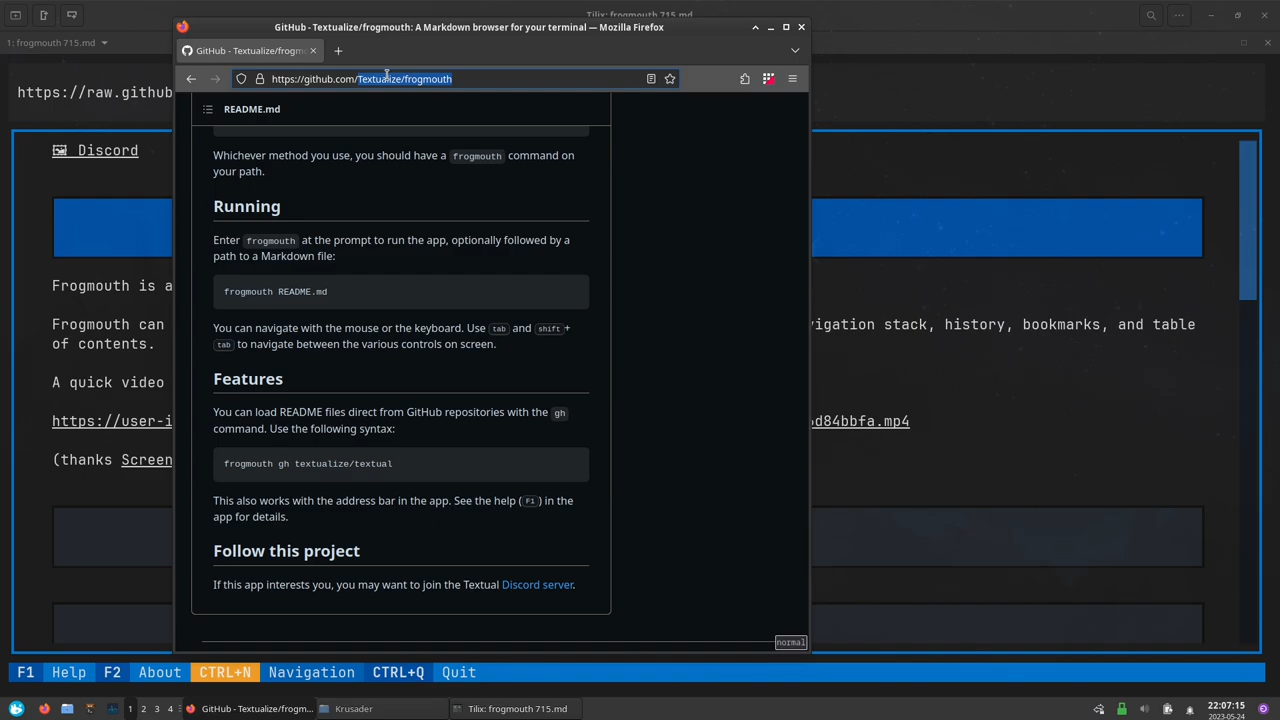 Tilix: frogmouth 715.md
1: frogmouth 715.md
GitHub - Textualize/frogmouth: A Markdown browser for your terminal — Mozilla Firefox
GitHub - Textualize/frogm
https://github.com/Textualize/frogmouth
https://raw.github
README.md
Discord
Whichever method you use, you should have a frogmouth command on
your path.
Running
Enter frogmouth at the prompt to run the app, optionally followed by a
path to a Markdown file:
frogmouth README.md
You can navigate with the mouse or the keyboard. Use tab and shift +
tab to navigate between the various controls on screen.
Features
You can load README files direct from GitHub repositories with the gh
command. Use the following syntax:
frogmouth gh textualize/textual
This also works with the address bar in the app. See the help ( F1 ) in the
app for details.
Follow this project
If this app interests you, you may want to join the Textual Discord server.
normal
Frogmouth is a
Frogmouth can
vigation stack, history, bookmarks, and table
of contents.
A quick video
https://user-i
d84bbfa.mp4
(thanks Screen
F1 Help F2 About CTRL+N Navigation CTRL+Q Quit
1 2 3 4
GitHub - Textualize/frogm...
Krusader
Tilix: frogmouth 715.md
22:07:15
2023-05-24